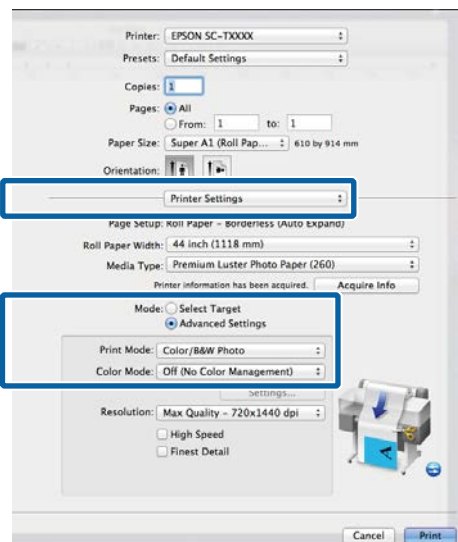 Printer: EPSON SC-TXXXX
Presets: Default Settings
Copies: 1
Pages: All
From: 1 to: 1
Paper Size: Super A1 (Roll Pap... 610 by 914 mm
Orientation:
Printer Settings
Page Setup: Roll Paper - Borderless (Auto Expand)
Roll Paper Width: 44 inch (1118 mm)
Media Type: Premium Luster Photo Paper (260)
Printer information has been acquired. Acquire Info
Mode: Select Target
Advanced Settings
Print Mode: Color/B&W Photo
Color Mode: Off (No Color Management)
Settings...
Resolution: Max Quality - 720x1440 dpi
High Speed
Finest Detail
A
Cancel Print